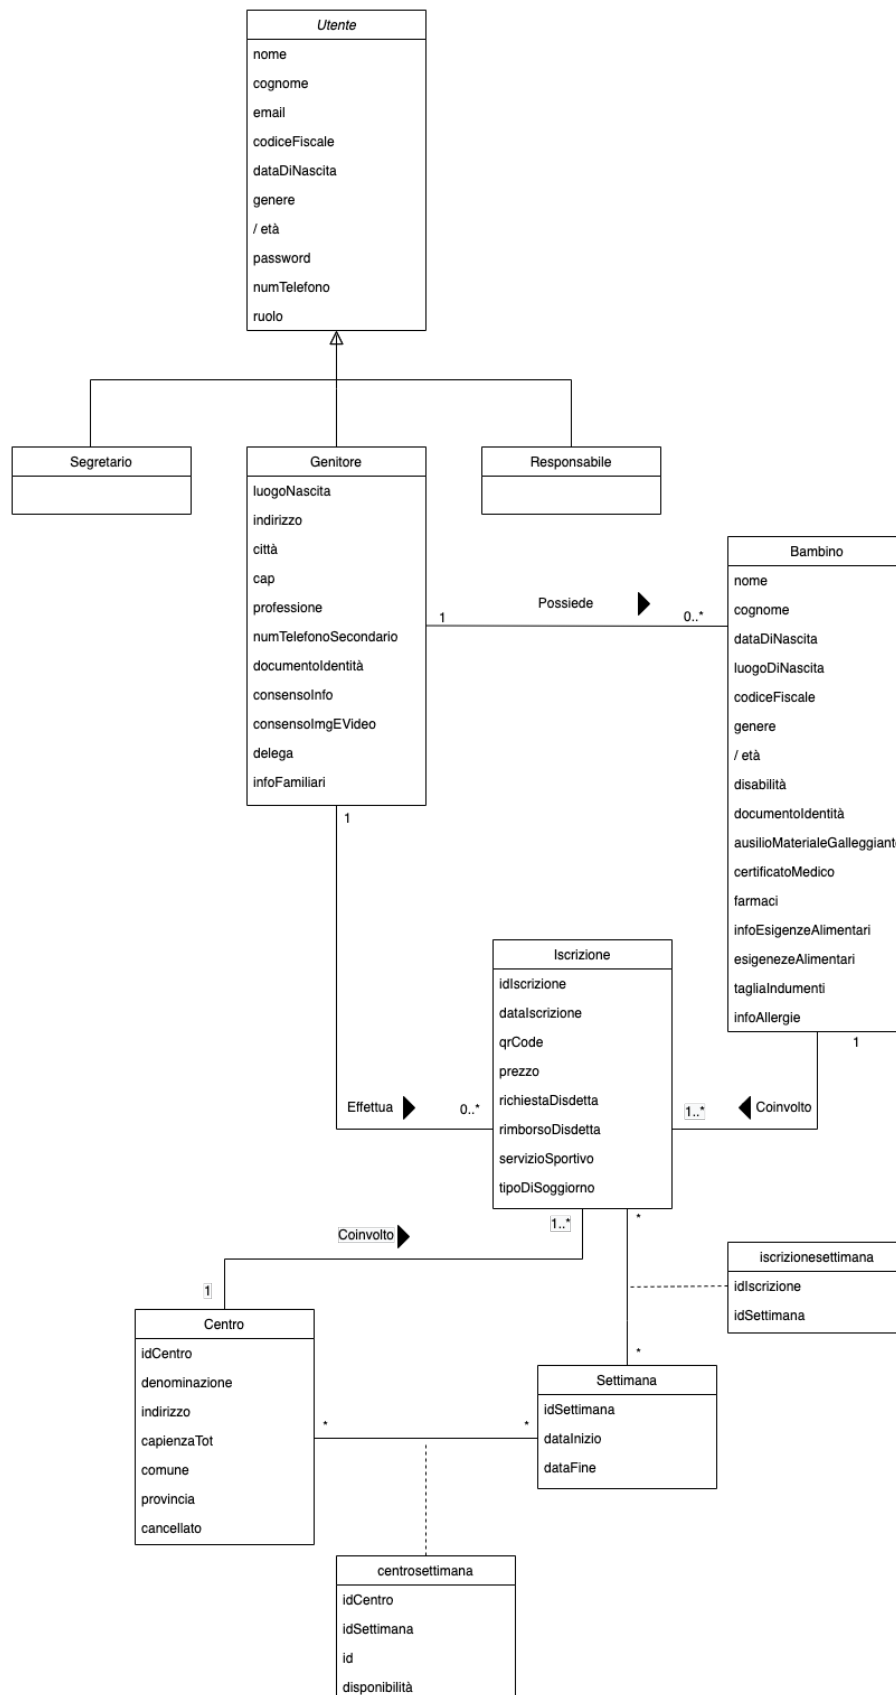 Utente
nome
cognome
email
codiceFiscale
dataDiNascita
genere
/ età
password
numTelefono
ruolo
Segretario
Genitore
luogoNascita
indirizzo
città
cap
professione
numTelefonoSecondario
documentoIdentità
consensoInfo
consensoImgEVideo
delega
infoFamiliari
Responsabile
1
Possiede
0..*
Bambino
nome
cognome
dataDiNascita
luogoDiNascita
codiceFiscale
genere
/ età
disabilità
documentoIdentità
ausilioMaterialeGalleggiant
certificatoMedico
farmaci
infoEsigenzeAlimentari
esigenezeAlimentari
tagliaIndumenti
infoAllergie
1
1
Effettua
0..*
Iscrizione
idIscrizione
dataIscrizione
qrCode
prezzo
richiestaDisdetta
rimborsoDisdetta
servizioSportivo
tipoDiSoggiorno
1..*
Coinvolto
Coinvolto
1..*
*
1
iscrizionesettimana
idIscrizione
idSettimana
*
Centro
idCentro
denominazione
indirizzo
capienzaTot
comune
provincia
cancellato
*
*
Settimana
idSettimana
dataInizio
dataFine
centrosettimana
idCentro
idSettimana
id
disponibilità